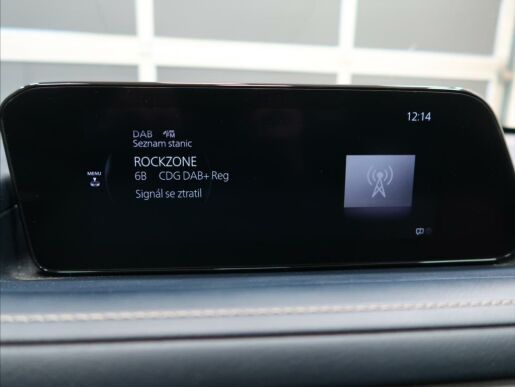 12:14
DAB
Seznam stanic
ROCKZONE
MENU
6B CDG DAB+ Reg
Signál se ztratil